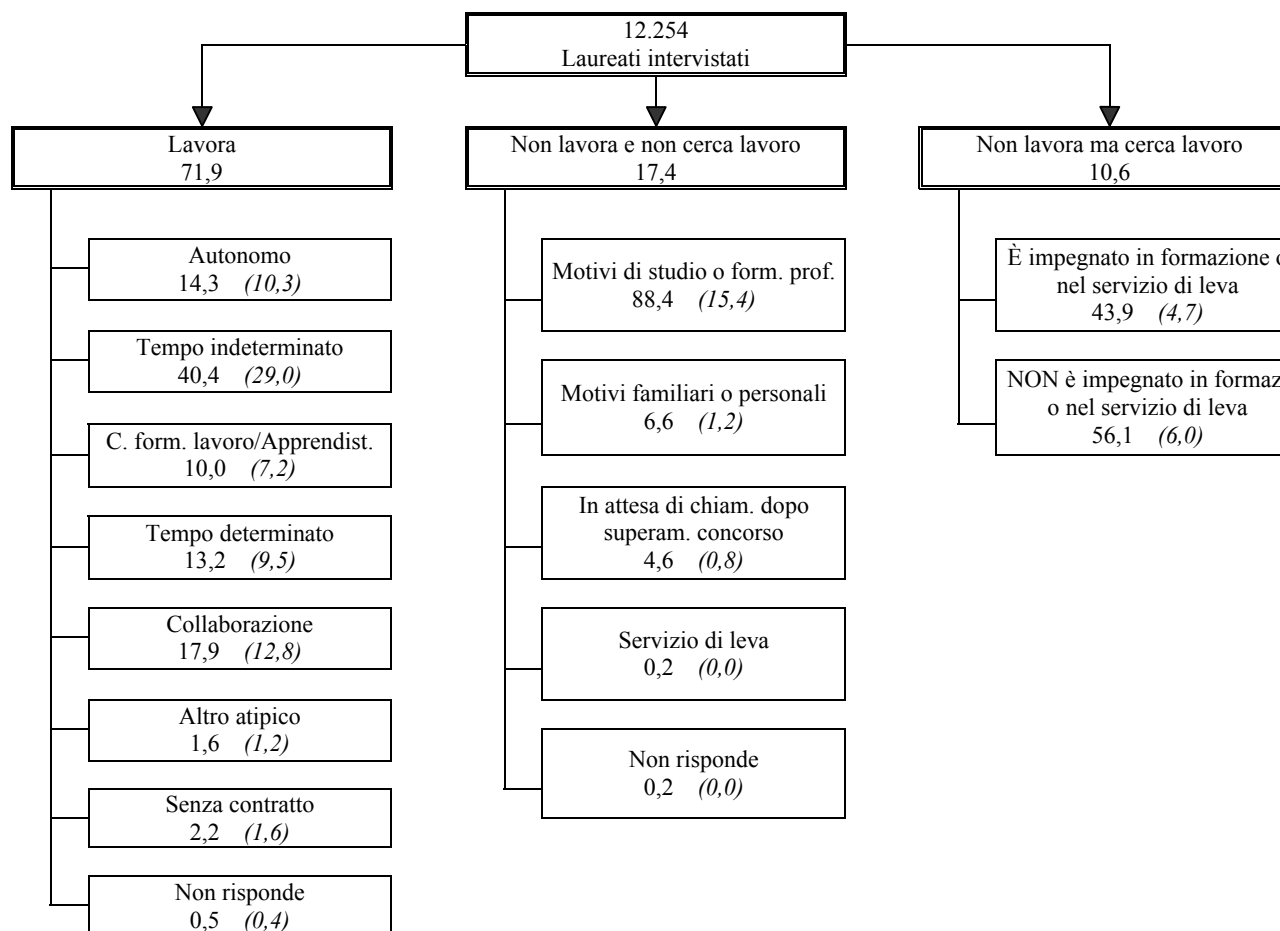 12.254
Laureati intervistati
Lavora
71,9
Autonomo
14,3 (10,3)
Tempo indeterminato
40,4 (29,0)
C. form. lavoro/Apprendist.
10,0 (7,2)
Tempo determinato
13,2 (9,5)
Collaborazione
17,9 (12,8)
Altro atipico
1,6 (1,2)
Senza contratto
2,2 (1,6)
Non risponde
0,5 (0,4)
Non lavora e non cerca lavoro
17,4
Motivi di studio o form. prof.
88,4 (15,4)
Motivi familiari o personali
6,6 (1,2)
In attesa di chiam. dopo
superam. concorso
4,6 (0,8)
Servizio di leva
0,2 (0,0)
Non risponde
0,2 (0,0)
Non lavora ma cerca lavoro
10,6
È impegnato in formazione
nel servizio di leva
43,9 (4,7)
NON è impegnato in
o nel servizio di leva
56,1 (6,0)